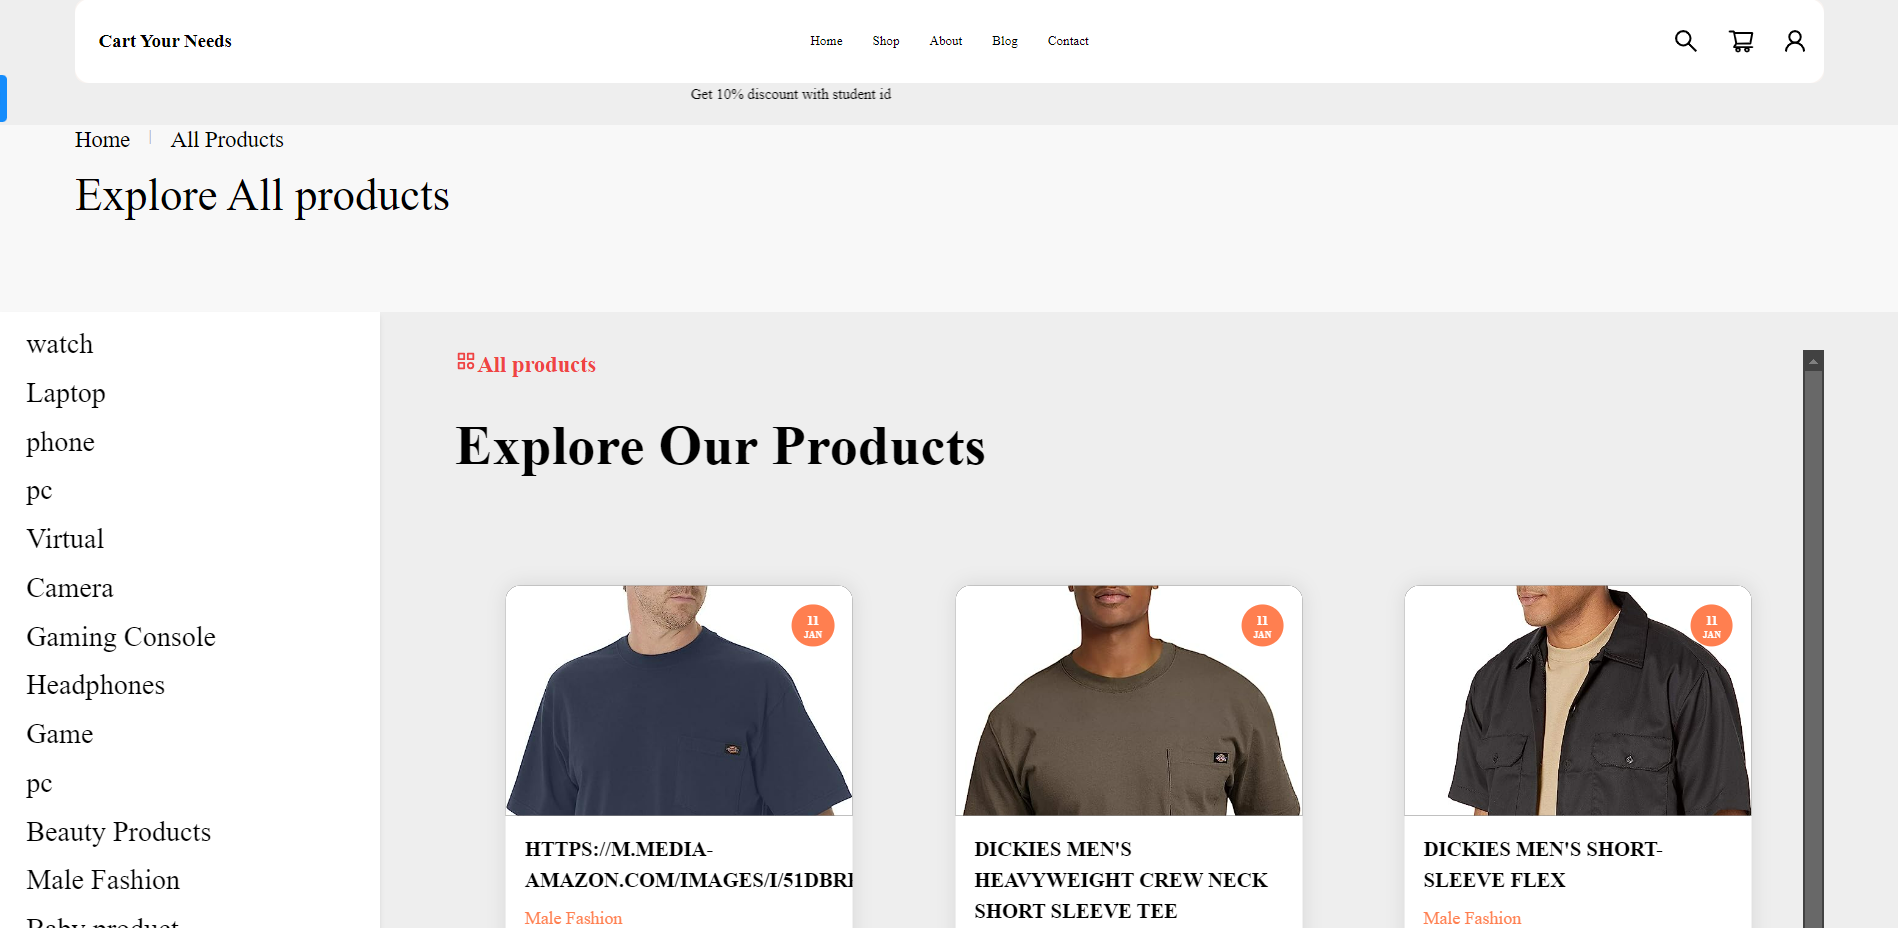 Cart Your Needs
Home
Shop
About
Blog
Contact
Get 10% discount with student id
Home
All Products
Explore All products
watch
Laptop
phone
pc
Virtual
Camera
Gaming Console
Headphones
Game
pc
Beauty Products
Male Fashion
Baby product
All products
Explore Our Products
11
JAN
HTTPS://M.MEDIA-
AMAZON.COM/IMAGES/I/51DBR
Male Fashion
11
JAN
DICKIES MEN'S
HEAVYWEIGHT CREW NECK
SHORT SLEEVE TEE
11
JAN
DICKIES MEN'S SHORT-
SLEEVE FLEX
Male Fashion